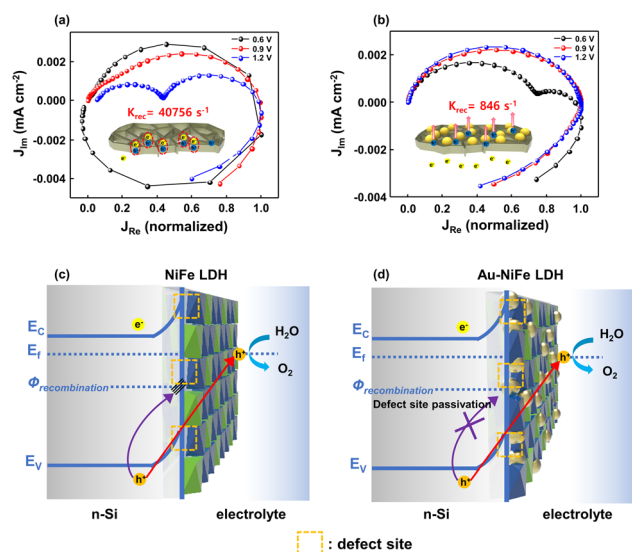 (a)
0.6 V
0.9 V
1.2 V
0.002
0.000
-0.002
-0.004
J_Im (mA cm⁻²)
K_rec= 40756 s⁻¹
e⁻
0.0 0.2 0.4 0.6 0.8 1.0
J_Re (normalized)
(b)
0.6 V
0.9 V
1.2 V
0.002
0.000
-0.002
-0.004
J_Im (mA cm⁻²)
K_rec= 846 s⁻¹
e⁻ e⁻ e⁻ e⁻ e⁻ e⁻
0.0 0.2 0.4 0.6 0.8 1.0
J_Re (normalized)
(c)
NiFe LDH
e⁻
E_C
E_f
Φ_recombination
E_V
h⁺
h⁺
H₂O
O₂
n-Si
electrolyte
(d)
Au-NiFe LDH
e⁻
E_C
E_f
Φ_recombination
Defect site passivation
E_V
h⁺
h⁺
H₂O
O₂
n-Si
electrolyte
: defect site